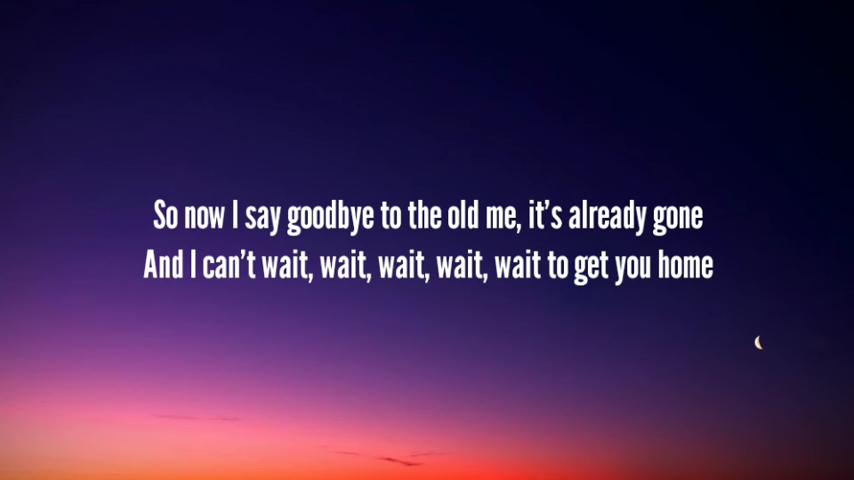 So now I say goodbye to the old me, it's already gone
And I can't wait, wait, wait, wait, wait to get you home